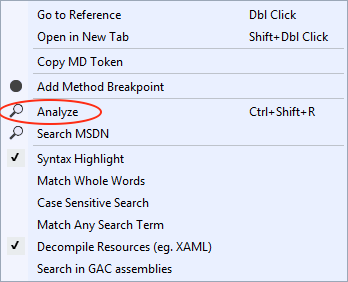 Go to Reference Dbl Click
Open in New Tab Shift+Dbl Click
Copy MD Token
Add Method Breakpoint
Analyze Ctrl+Shift+R
Search MSDN
Syntax Highlight
Match Whole Words
Case Sensitive Search
Match Any Search Term
Decompile Resources (eg. XAML)
Search in GAC assemblies